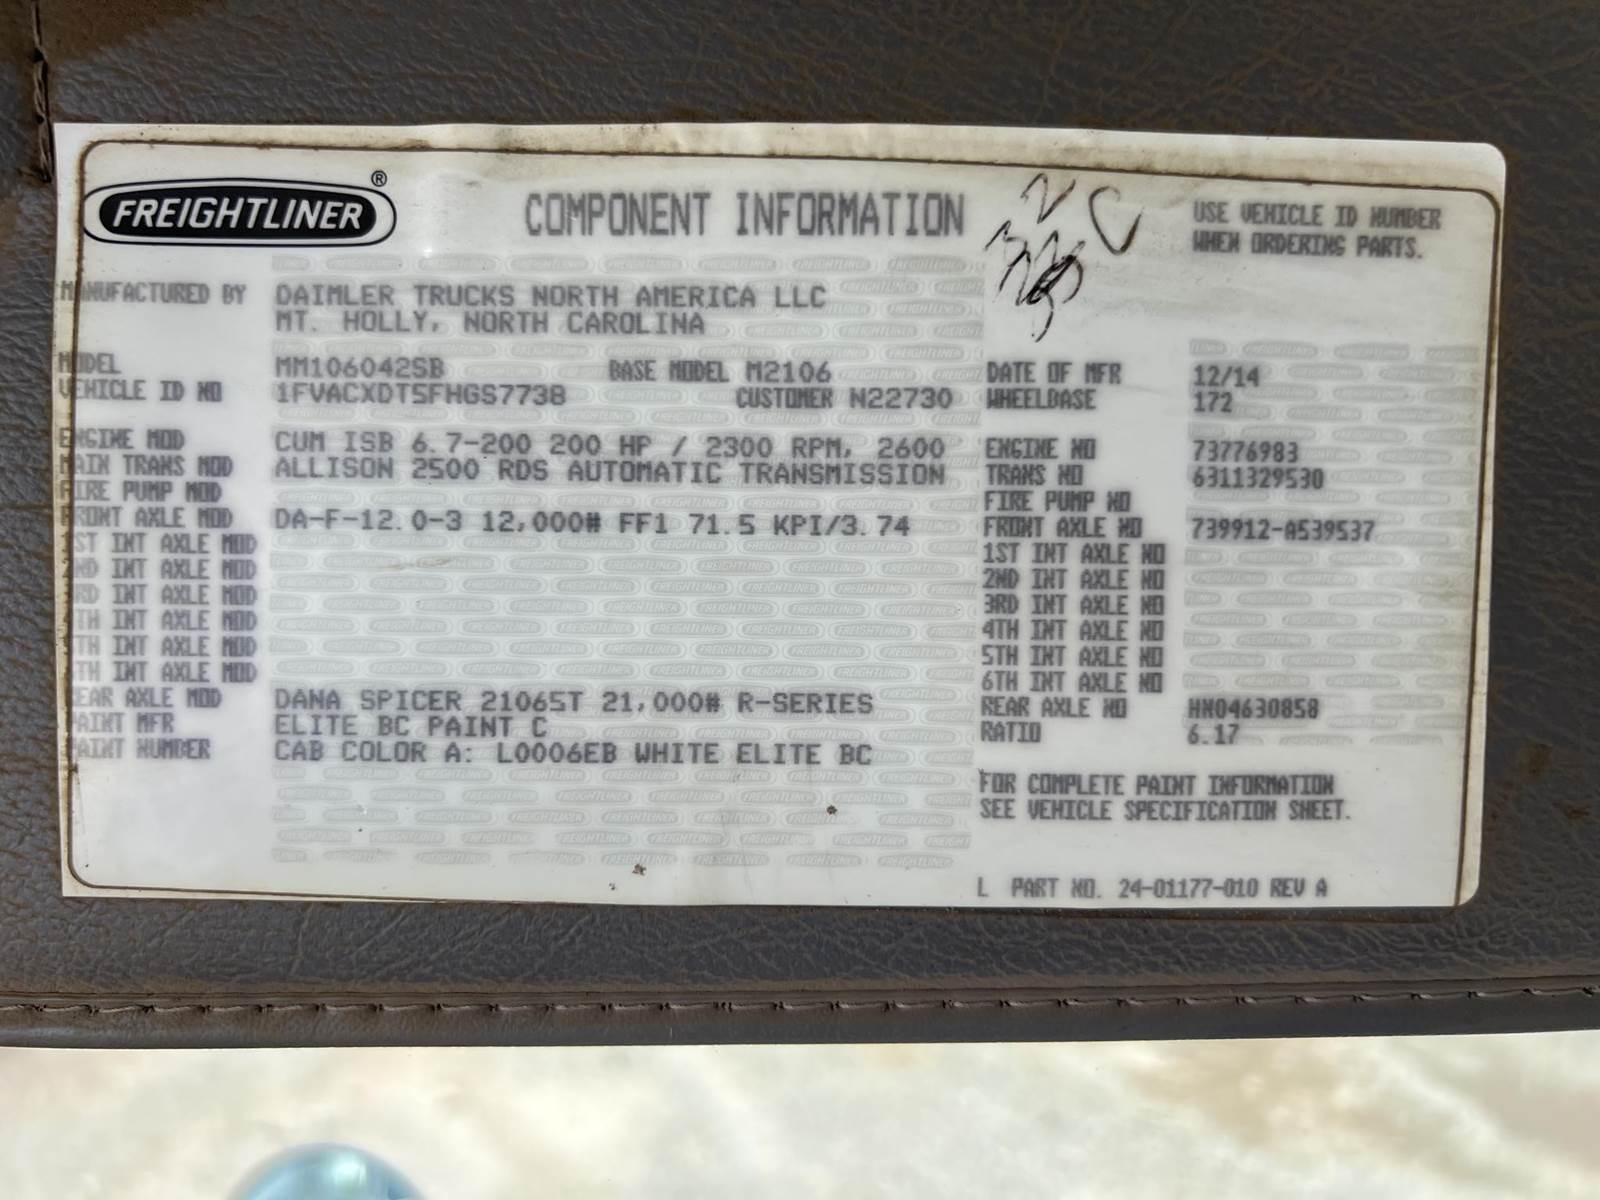 FREIGHTLINER®
COMPONENT INFORMATION
32
C
USE VEHICLE ID NUMBER
WHEN ORDERING PARTS.
MANUFACTURED BY DAIMLER TRUCKS NORTH AMERICA LLC
MT. HOLLY, NORTH CAROLINA
MODEL MM106042SB BASE MODEL M2106 DATE OF MFR 12/14
VEHICLE ID NO 1FVACXDT5FHGS7738 CUSTOMER N22730 WHEELBASE 172
ENGINE MOD CUM ISB 6.7-200 200 HP / 2300 RPM, 2600 ENGINE NO 73776983
MAIN TRANS MOD ALLISON 2500 RDS AUTOMATIC TRANSMISSION TRANS NO 6311329530
FIRE PUMP MOD FIRE PUMP NO
FRONT AXLE MOD DA-F-12.0-3 12,000# FF1 71.5 KPI/3.74 FRONT AXLE NO 739912-A539537
1ST INT AXLE MOD 1ST INT AXLE NO
2ND INT AXLE MOD 2ND INT AXLE NO
3RD INT AXLE MOD 3RD INT AXLE NO
4TH INT AXLE MOD 4TH INT AXLE NO
5TH INT AXLE MOD 5TH INT AXLE NO
6TH INT AXLE MOD 6TH INT AXLE NO
REAR AXLE MOD DANA SPICER 21065T 21,000# R-SERIES REAR AXLE NO HN04630858
PAINT MFR ELITE BC PAINT C RATIO 6.17
PAINT NUMBER CAB COLOR A: L0006EB WHITE ELITE BC
FOR COMPLETE PAINT INFORMATION
SEE VEHICLE SPECIFICATION SHEET.
L PART NO. 24-01177-010 REV A